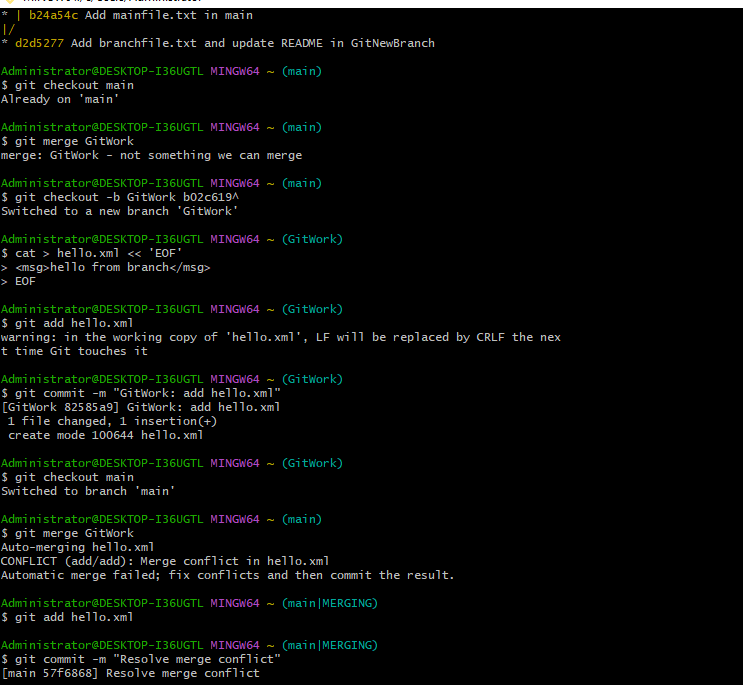 * | b24a54c Add mainfile.txt in main
|/
* d2d5277 Add branchfile.txt and update README in GitNewBranch
Administrator@DESKTOP-I36UGTL MINGW64 ~ (main)
$ git checkout main
Already on 'main'
Administrator@DESKTOP-I36UGTL MINGW64 ~ (main)
$ git merge GitWork
merge: GitWork - not something we can merge
Administrator@DESKTOP-I36UGTL MINGW64 ~ (main)
$ git checkout -b GitWork b02c619^
Switched to a new branch 'GitWork'
Administrator@DESKTOP-I36UGTL MINGW64 ~ (GitWork)
$ cat > hello.xml << 'EOF'
> <msg>hello from branch</msg>
> EOF
Administrator@DESKTOP-I36UGTL MINGW64 ~ (GitWork)
$ git add hello.xml
warning: in the working copy of 'hello.xml', LF will be replaced by CRLF the nex
t time Git touches it
Administrator@DESKTOP-I36UGTL MINGW64 ~ (GitWork)
$ git commit -m "GitWork: add hello.xml"
[GitWork 82585a9] GitWork: add hello.xml
1 file changed, 1 insertion(+)
create mode 100644 hello.xml
Administrator@DESKTOP-I36UGTL MINGW64 ~ (GitWork)
$ git checkout main
Switched to branch 'main'
Administrator@DESKTOP-I36UGTL MINGW64 ~ (main)
$ git merge GitWork
Auto-merging hello.xml
CONFLICT (add/add): Merge conflict in hello.xml
Automatic merge failed; fix conflicts and then commit the result.
Administrator@DESKTOP-I36UGTL MINGW64 ~ (main|MERGING)
$ git add hello.xml
Administrator@DESKTOP-I36UGTL MINGW64 ~ (main|MERGING)
$ git commit -m "Resolve merge conflict"
[main 57f6868] Resolve merge conflict